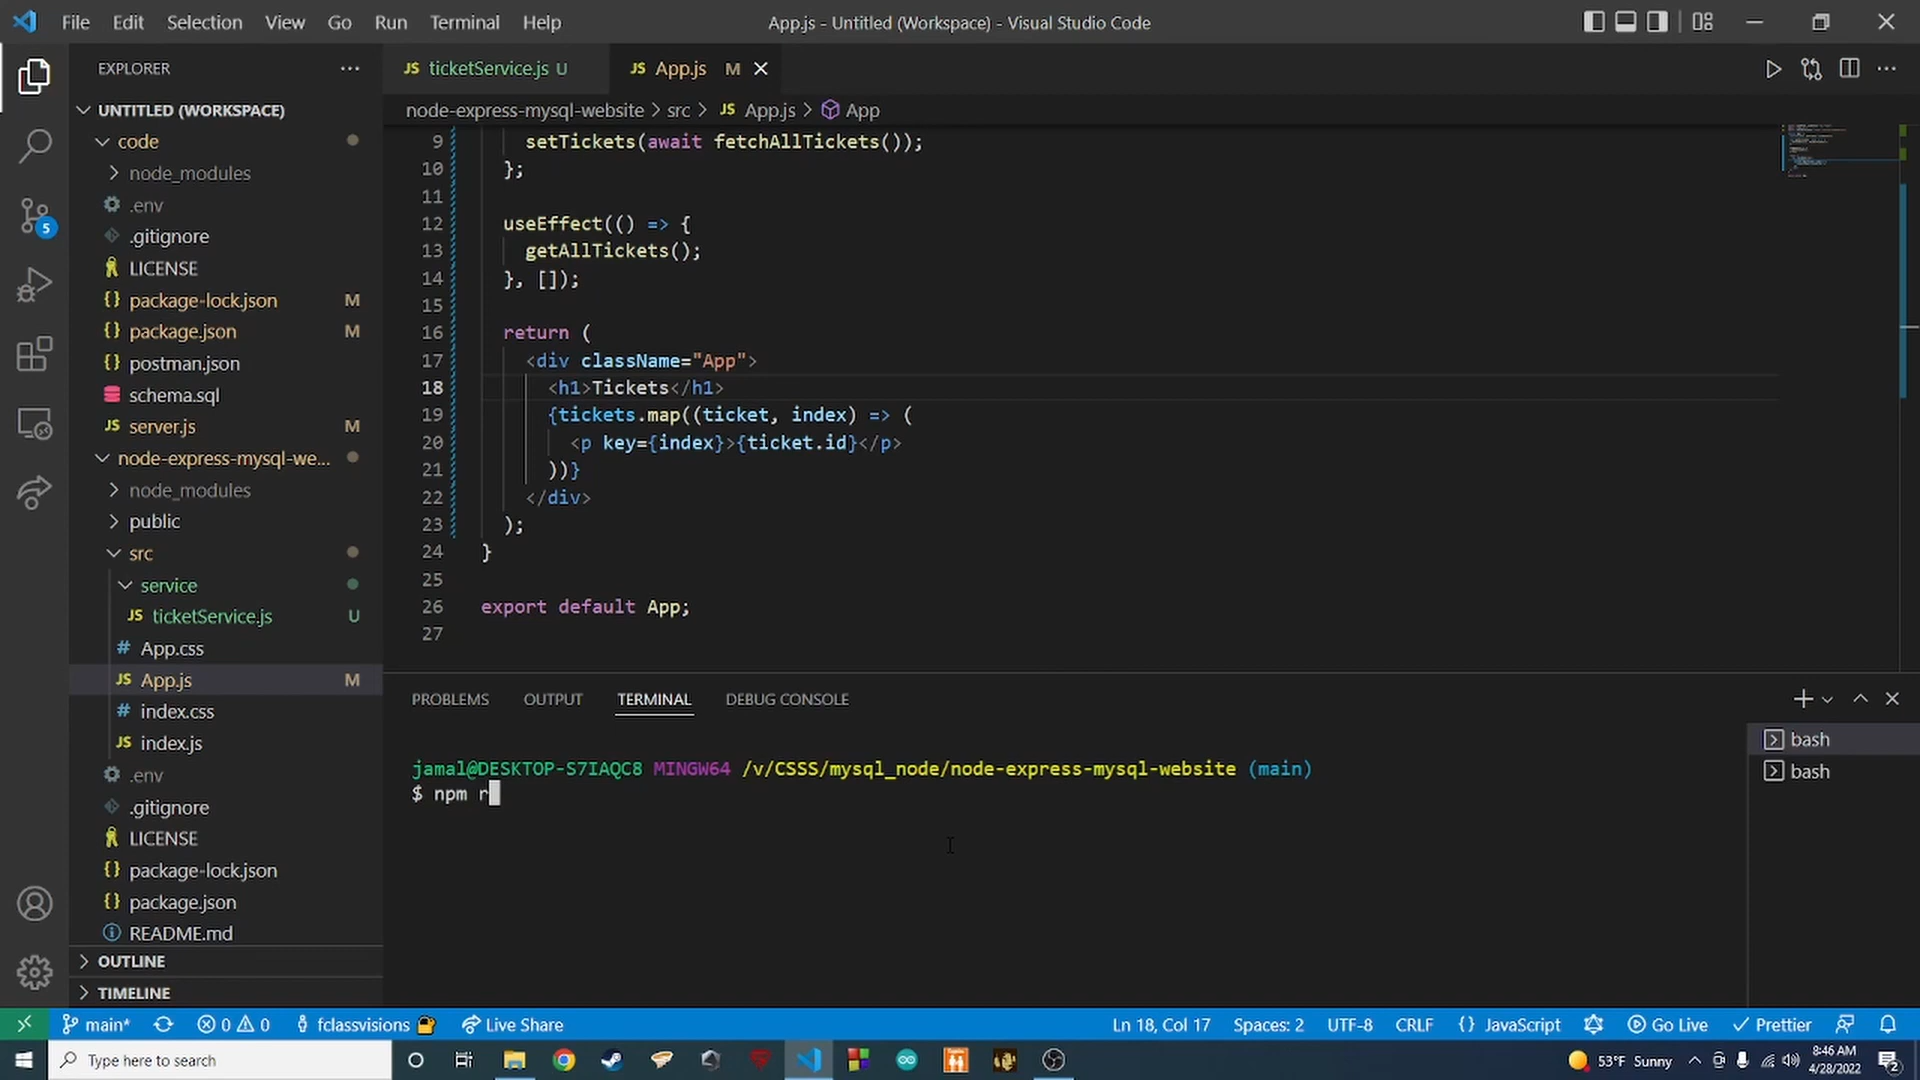 File Edit Selection View Go Run Terminal Help
App.js - Untitled (Workspace) - Visual Studio Code
EXPLORER
UNTITLED (WORKSPACE)
code
node_modules
.env
.gitignore
LICENSE
package-lock.json M
package.json M
postman.json
schema.sql
server.js M
node-express-mysql-we...
node_modules
public
src
service
ticketService.js U
App.css
App.js M
index.css
index.js
.env
.gitignore
LICENSE
package-lock.json
package.json
README.md
OUTLINE
TIMELINE
5
JS ticketService.js U
JS App.js M
node-express-mysql-website > src > JS App.js > App
9 setTickets(await fetchAllTickets());
10 };
11
12 useEffect(() => {
13 getAllTickets();
14 }, []);
15
16 return (
17 <div className="App">
18 <h1>Tickets</h1>
19 {tickets.map((ticket, index) => (
20 <p key={index}>{ticket.id}</p>
21 ))}
22 </div>
23 );
24 }
25
26 export default App;
27
PROBLEMS OUTPUT TERMINAL DEBUG CONSOLE
jamal@DESKTOP-S7IAQC8 MINGW64 /v/CSSS/mysql_node/node-express-mysql-website (main)
$ npm r
bash
bash
main* 0 0 fclassvisions Live Share
Ln 18, Col 17 Spaces: 2 UTF-8 CRLF {} JavaScript Go Live Prettier
Type here to search
53°F Sunny
8:46 AM
4/28/2022
2